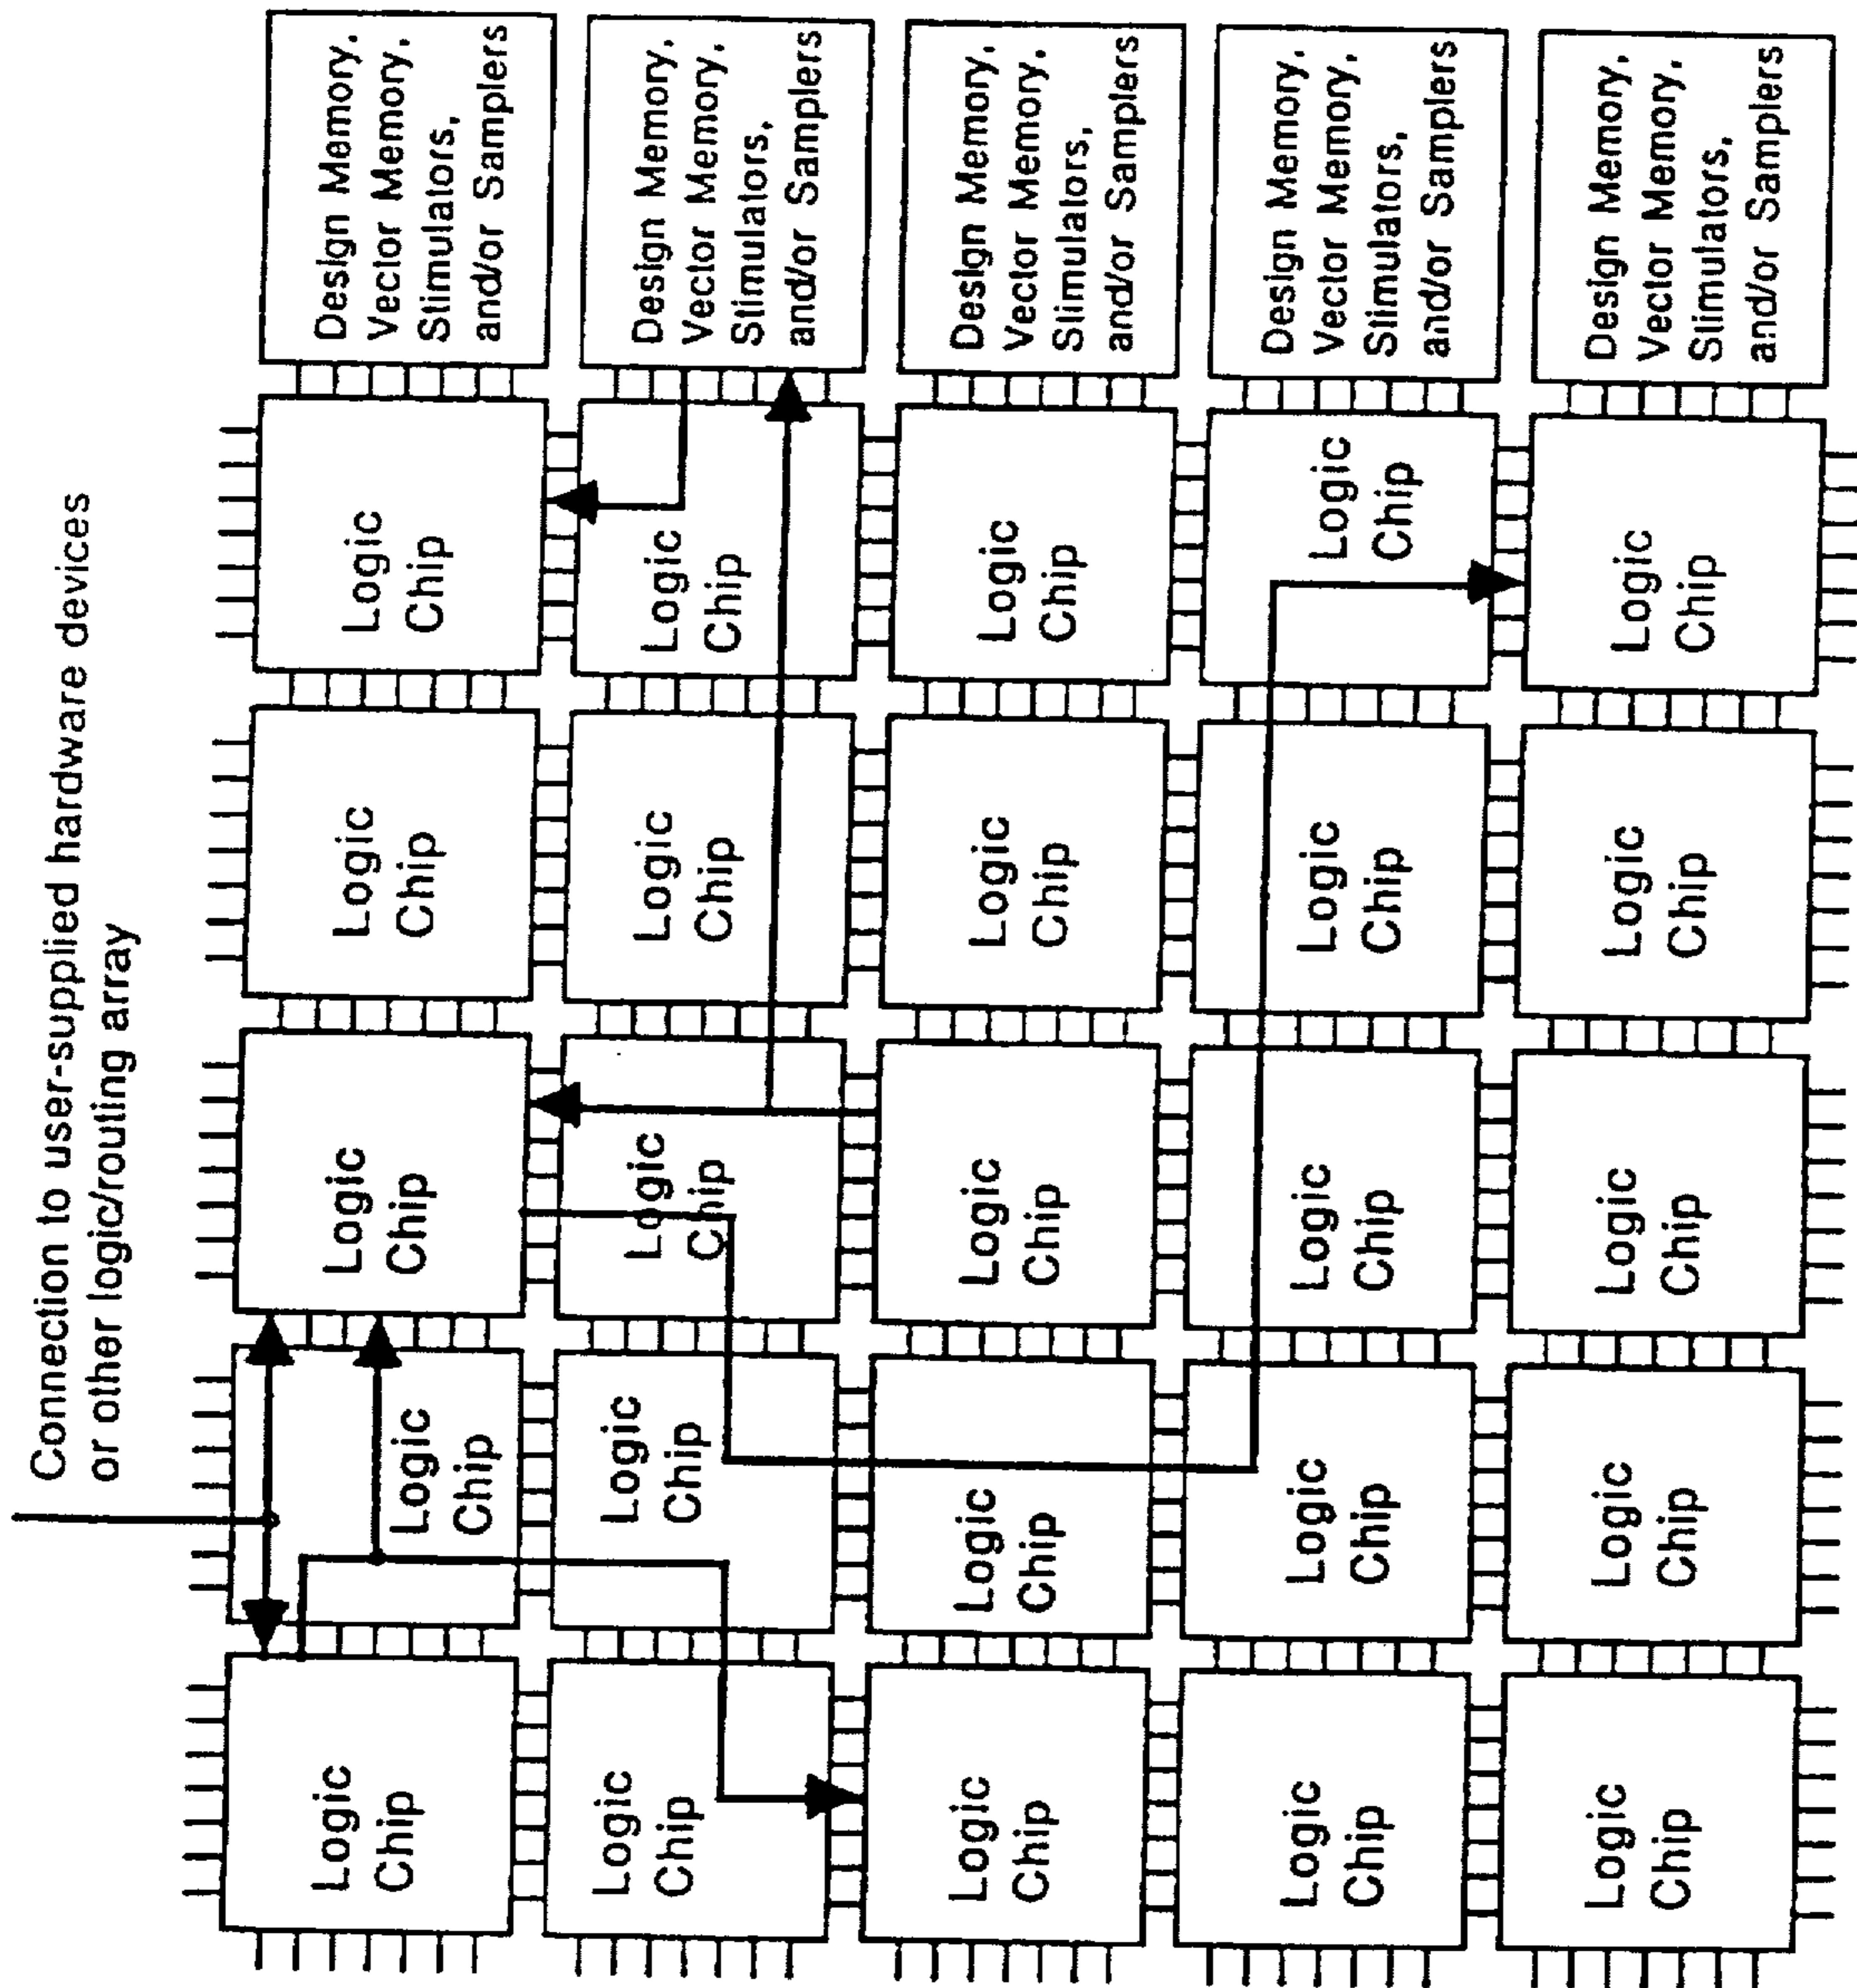 Connection to user-supplied hardware devices
or other logic/routing array
Logic
Chip
Logic
Chip
Logic
Chip
Logic
Chip
Logic
Chip
Design Memory,
Vector Memory,
Stimulators,
and/or Samplers
Logic
Chip
Logic
Chip
Logic
Chip
Logic
Chip
Logic
Chip
Design Memory,
Vector Memory,
Stimulators,
and/or Samplers
Logic
Chip
Logic
Chip
Logic
Chip
Logic
Chip
Logic
Chip
Design Memory,
Vector Memory,
Stimulators,
and/or Samplers
Logic
Chip
Logic
Chip
Logic
Chip
Logic
Chip
Logic
Chip
Design Memory,
Vector Memory,
Stimulators,
and/or Samplers
Logic
Chip
Logic
Chip
Logic
Chip
Logic
Chip
Logic
Chip
Design Memory,
Vector Memory,
Stimulators,
and/or Samplers